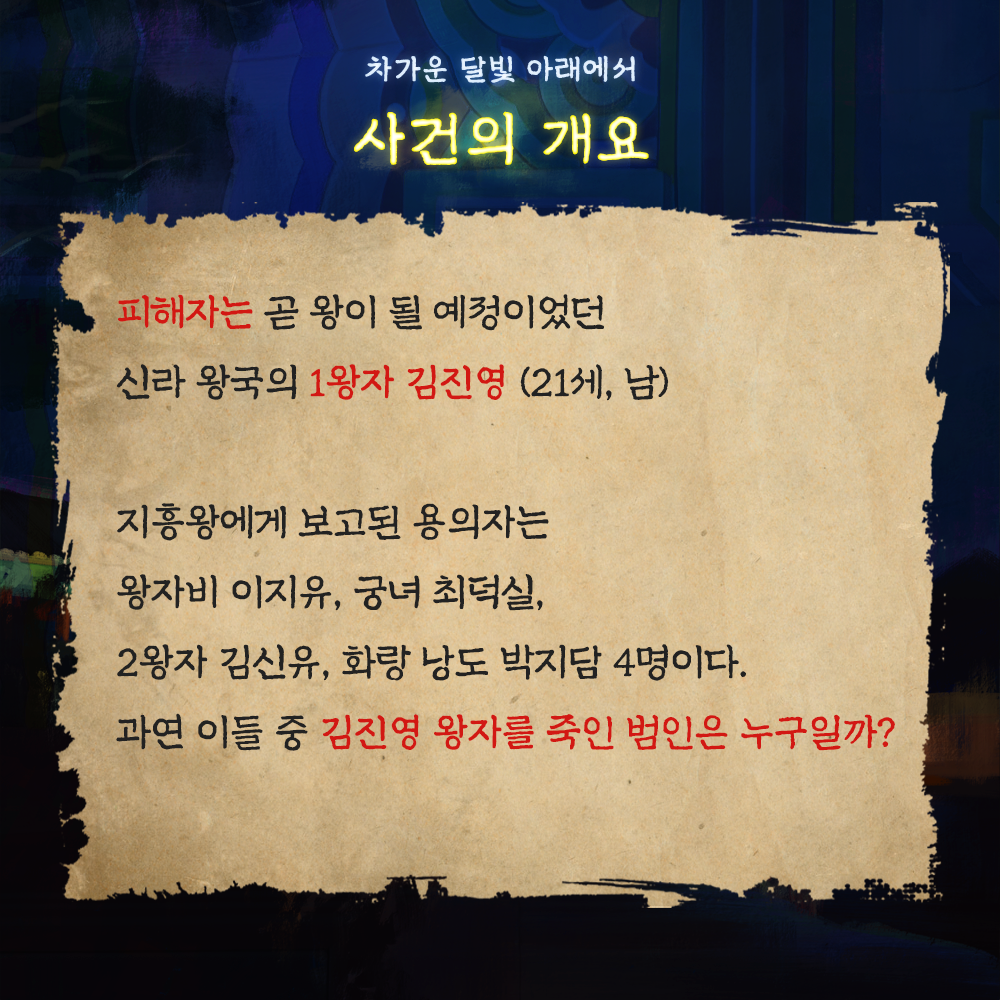 차가운 달빛 아래에서
사건의 개요
피해자는 곧 왕이 될 예정이었던
신라 왕국의 1왕자 김진영 (21세, 남)
지흥왕에게 보고된 용의자는
왕자비 이지유, 궁녀 최덕실,
2왕자 김신유, 화랑 낭도 박지담 4명이다.
과연 이들 중 김진영 왕자를 죽인 범인은 누구일까?